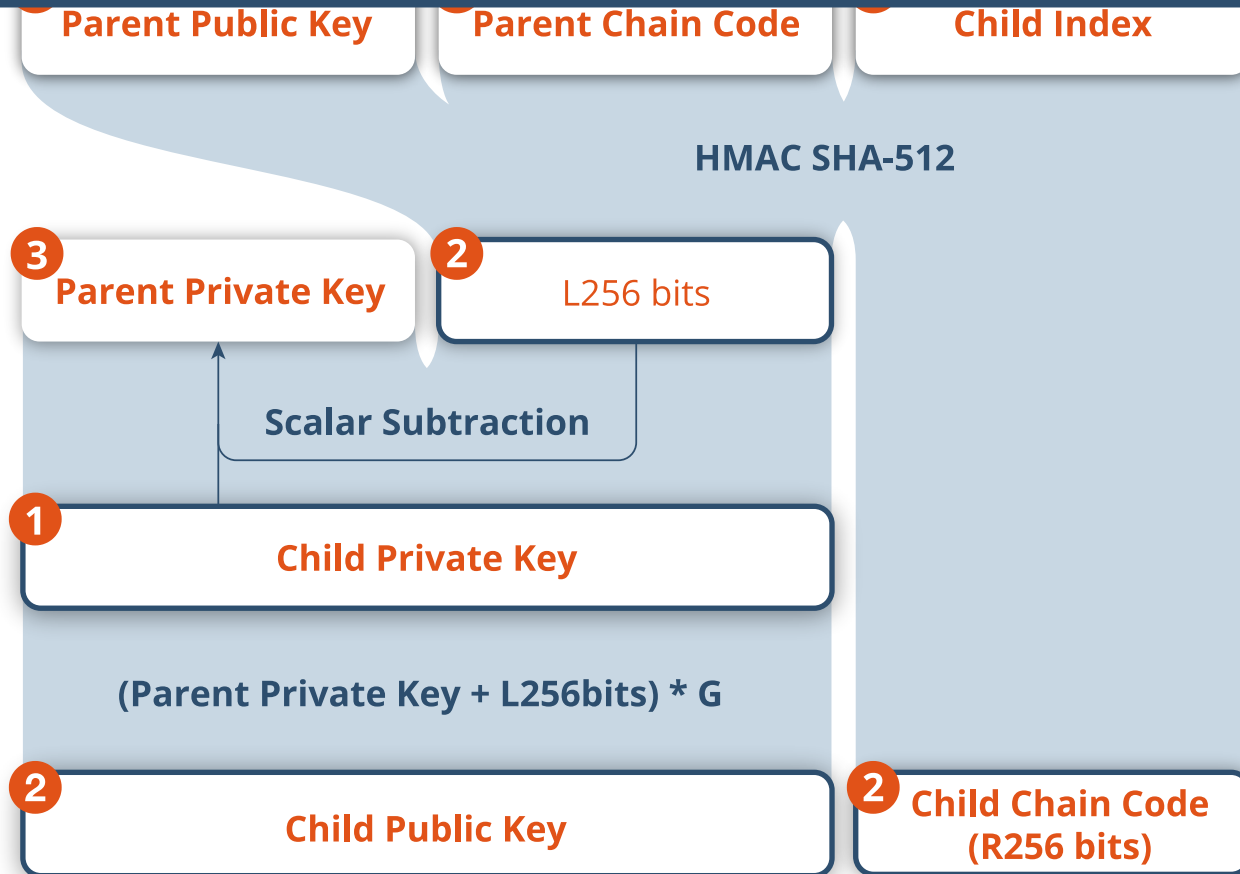 Parent Public Key
Parent Chain Code
Child Index
HMAC SHA-512
3
Parent Private Key
2
L256 bits
Scalar Subtraction
1
Child Private Key
(Parent Private Key + L256bits) * G
2
Child Public Key
2
Child Chain Code
(R256 bits)